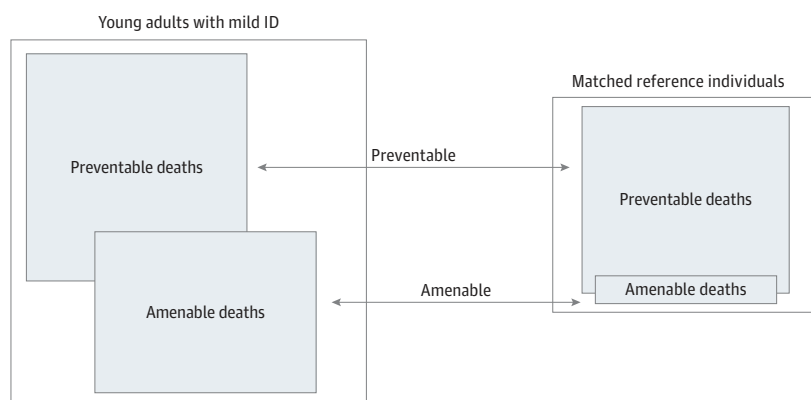 Young adults with mild ID
Matched reference individuals
Preventable deaths
Preventable
Preventable deaths
Amenable deaths
Amenable
Amenable deaths